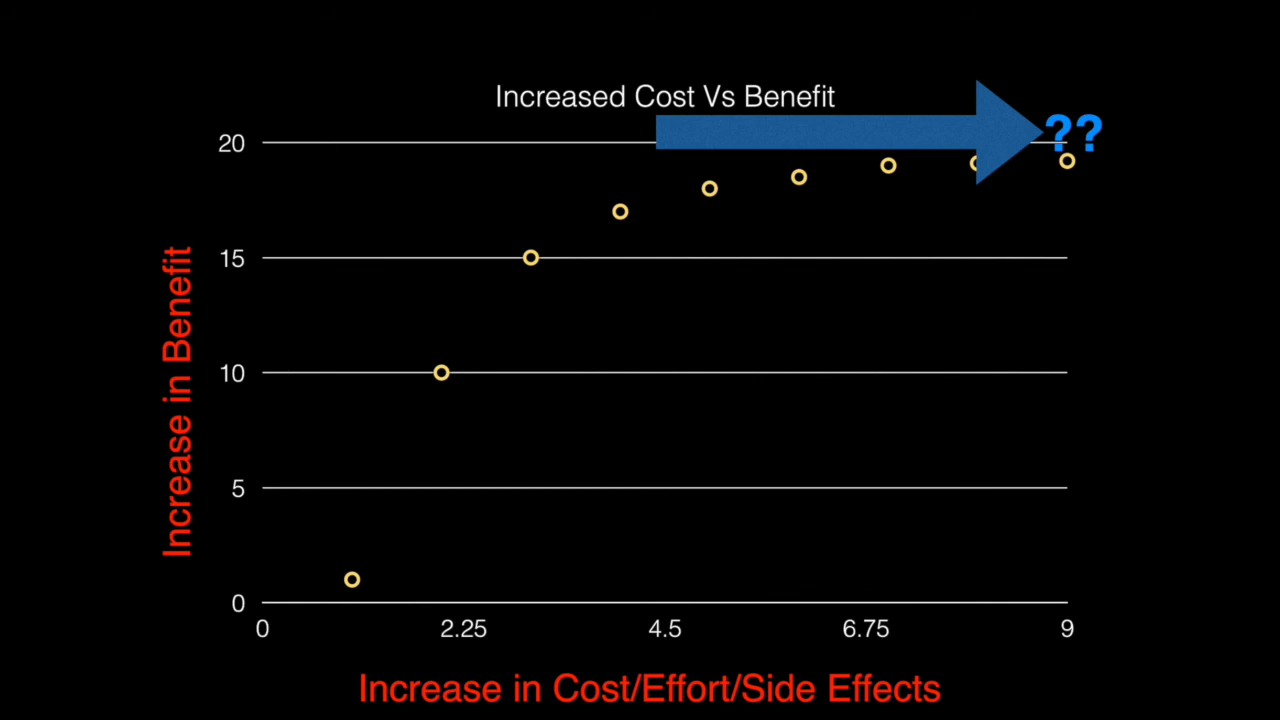 Increased Cost Vs Benefit
??
20
15
10
5
0
Increase in Benefit
0 2.25 4.5 6.75 9
Increase in Cost/Effort/Side Effects